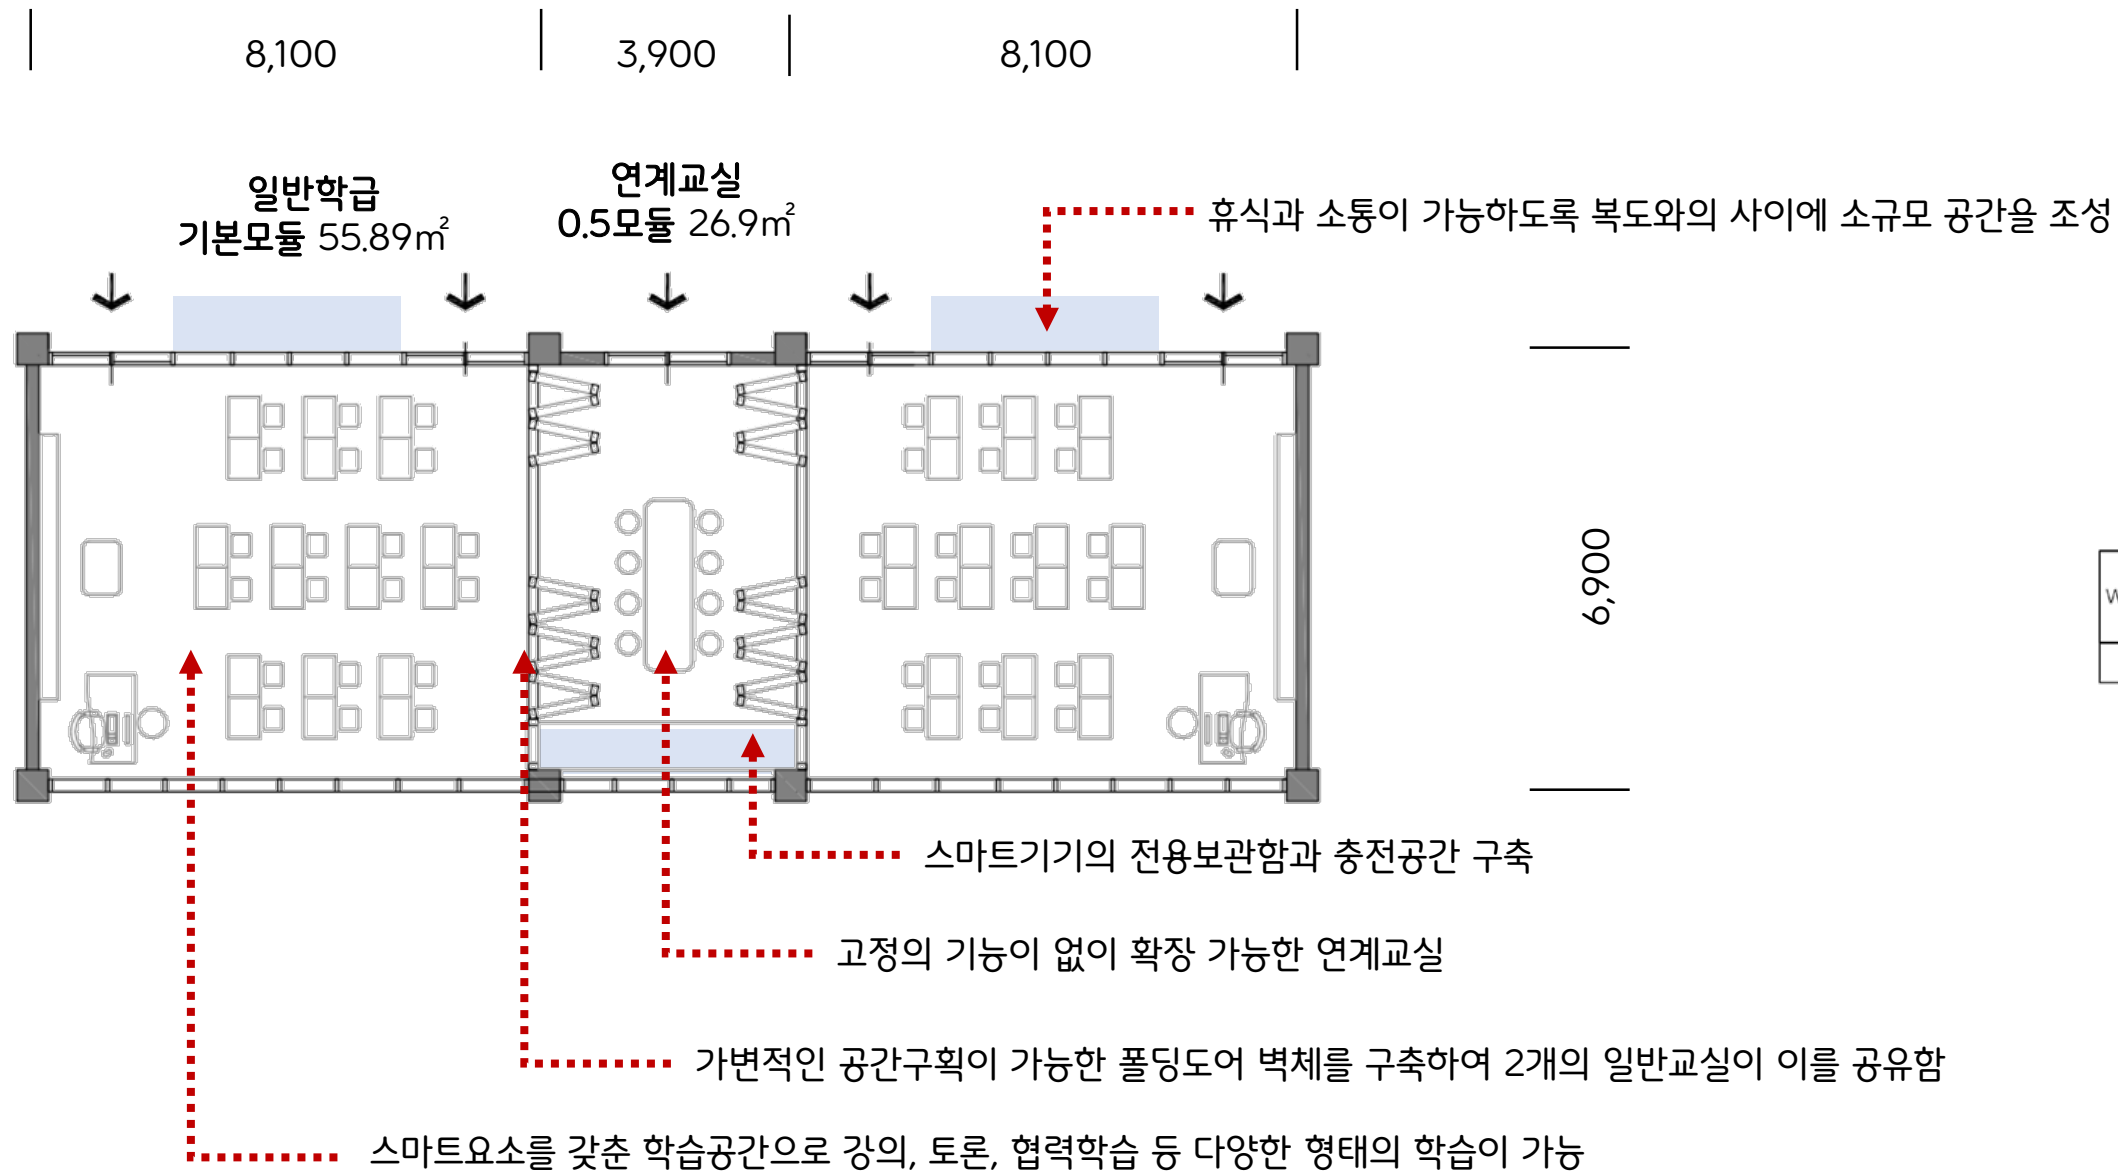 8,100
3,900
8,100
일반학급
기본모듈 55.89㎡
연계교실
0.5모듈 26.9㎡
휴식과 소통이 가능하도록 복도와의 사이에 소규모 공간을 조성
6,900
스마트기기의 전용보관함과 충전공간 구축
고정의 기능이 없이 확장 가능한 연계교실
가변적인 공간구획이 가능한 폴딩도어 벽체를 구축하여 2개의 일반교실이 이를 공유함
스마트요소를 갖춘 학습공간으로 강의, 토론, 협력학습 등 다양한 형태의 학습이 가능